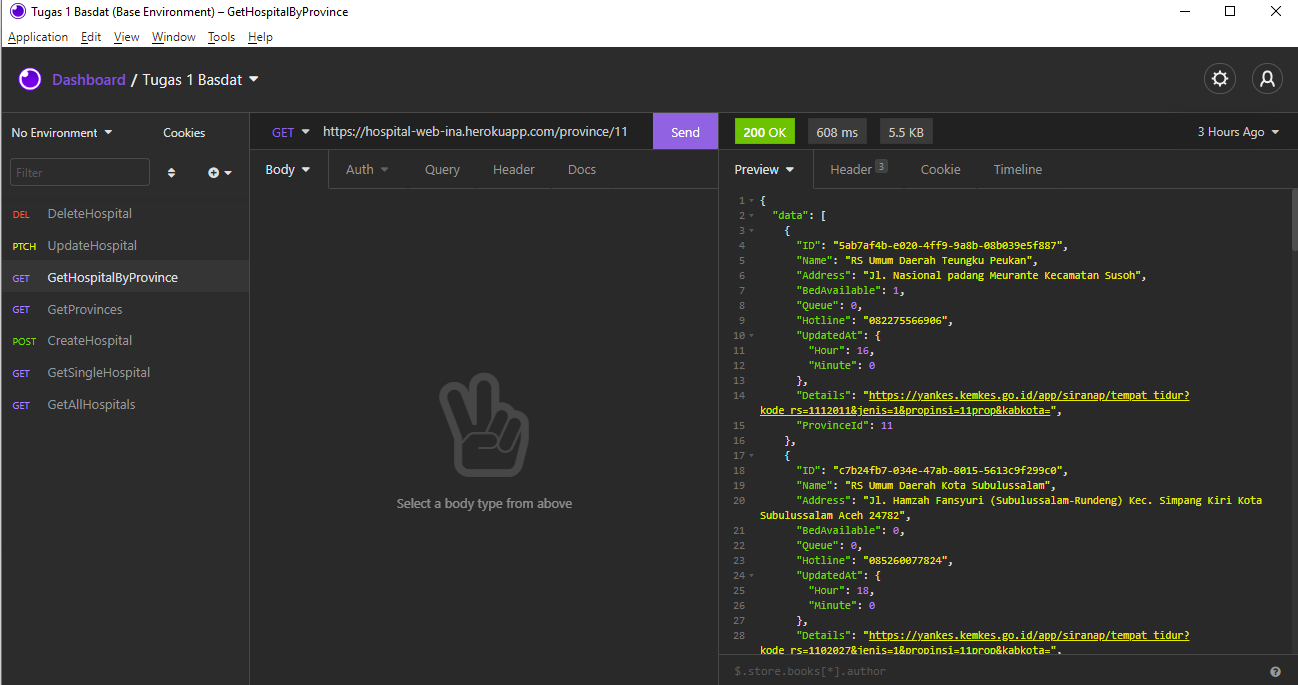 Tugas 1 Basdat (Base Environment) – GetHospitalByProvince
Application Edit View Window Tools Help
Dashboard / Tugas 1 Basdat
No Environment Cookies
Filter
DEL DeleteHospital
PTCH UpdateHospital
GET GetHospitalByProvince
GET GetProvinces
POST CreateHospital
GET GetSingleHospital
GET GetAllHospitals
GET https://hospital-web-ina.herokuapp.com/province/11 Send
Body Auth Query Header Docs
Select a body type from above
200 OK 608 ms 5.5 KB 3 Hours Ago
Preview Header 3 Cookie Timeline
1 {
2 "data": [
3 {
4 "ID": "5ab7af4b-e020-4ff9-9a8b-08b039e5f887",
5 "Name": "RS Umum Daerah Teungku Peukan",
6 "Address": "Jl. Nasional padang Meurante Kecamatan Susoh",
7 "BedAvailable": 1,
8 "Queue": 0,
9 "Hotline": "082275566906",
10 "UpdatedAt": {
11 "Hour": 16,
12 "Minute": 0
13 },
14 "Details": "https://yankes.kemkes.go.id/app/siranap/tempat_tidur?
kode_rs=1112011&jenis=1&propinsi=11prop&kabkota=",
15 "ProvinceId": 11
16 },
17 {
18 "ID": "c7b24fb7-034e-47ab-8015-5613c9f299c0",
19 "Name": "RS Umum Daerah Kota Subulussalam",
20 "Address": "Jl. Hamzah Fansyuri (Subulussalam-Rundeng) Kec. Simpang Kiri Kota
Subulussalam Aceh 24782",
21 "BedAvailable": 0,
22 "Queue": 0,
23 "Hotline": "085260077824",
24 "UpdatedAt": {
25 "Hour": 18,
26 "Minute": 0
27 },
28 "Details": "https://yankes.kemkes.go.id/app/siranap/tempat_tidur?
kode_rs=1102027&jenis=1&propinsi=11prop&kabkota=",
$.store.books[*].author